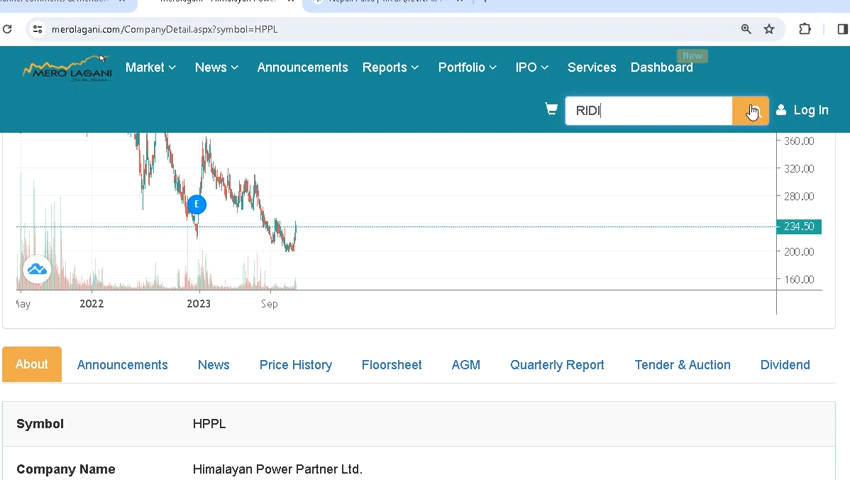 merolagani.com/CompanyDetail.aspx?symbol=HPPL
MERO LAGANI
Market News Announcements Reports Portfolio IPO Services Dashboard New
RIDI Log In
360.00
320.00
280.00
E
234.50
200.00
160.00
May 2022 2023 Sep
About Announcements News Price History Floorsheet AGM Quarterly Report Tender & Auction Dividend
Symbol HPPL
Company Name Himalayan Power Partner Ltd.